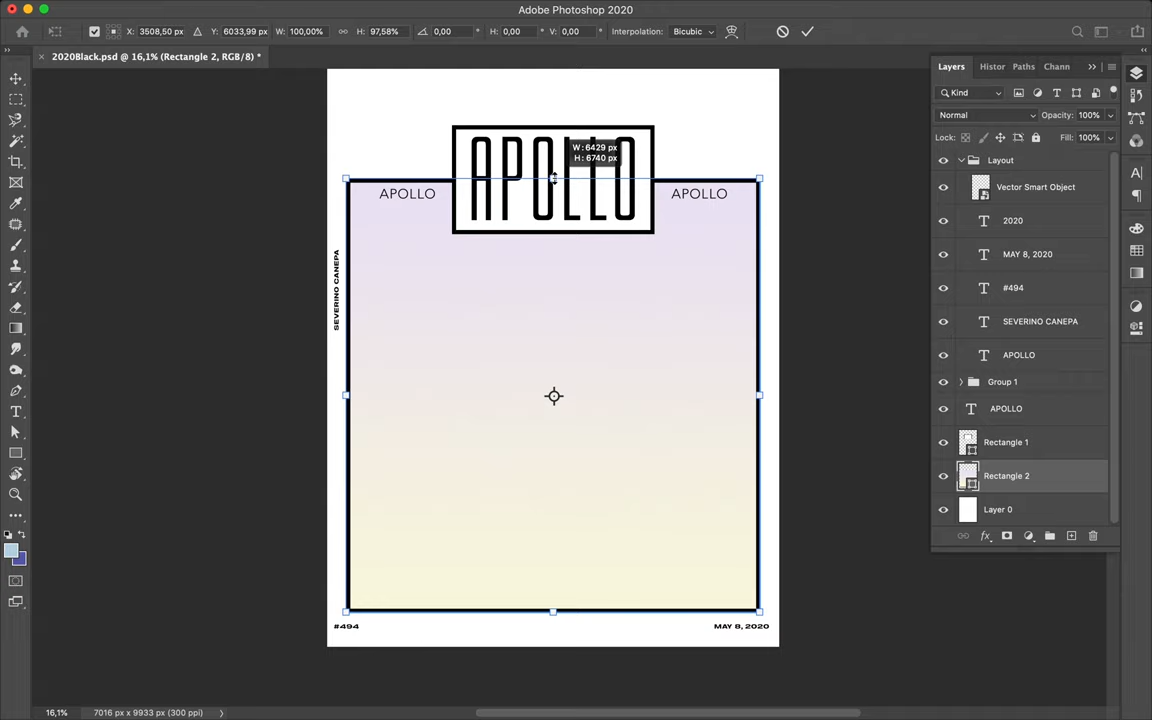 Adobe Photoshop 2020
X: 3508,50 px Y: 6033,99 px W: 100,00% H: 97,58% 0,00 H: 0,00 V: 0,00 Interpolation: Bicubic
2020Black.psd @ 16,1% (Rectangle 2, RGB/8) *
Layers Histor Paths Chann
Kind
Normal Opacity: 100%
Lock: Fill: 100%
Layout
Vector Smart Object
2020
MAY 8, 2020
#494
SEVERINO CANEPA
APOLLO
Group 1
APOLLO
Rectangle 1
Rectangle 2
Layer 0
fx
APOLLO
W: 6429 px
H: 6740 px
APOLLO APOLLO
SEVERINO CANEPA
#494 MAY 8, 2020
16,1% 7016 px x 9933 px (300 ppi)